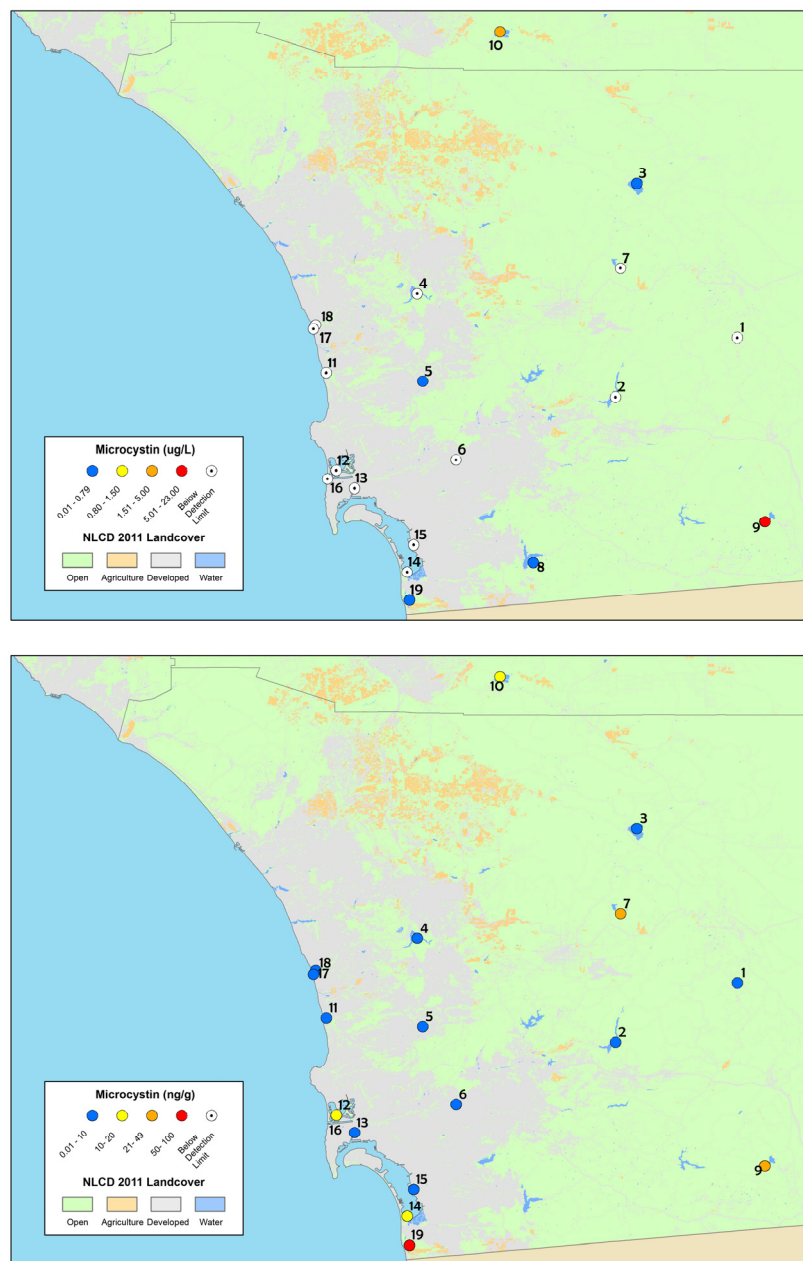 10
3
7
4
18
17
1
11
5
2
6
12
13
16
15
9
14
8
19
Microcystin (ug/L)
0.01 - 0.79
0.80 - 1.50
1.51 - 5.00
5.01 - 23.00
Below
Detection
Limit
NLCD 2011 Landcover
Open Agriculture Developed Water
10
3
7
4
18
17
1
11
5
2
6
12
16
13
15
9
14
19
Microcystin (ng/g)
0.01 - 10
10- 20
21- 49
50- 100
Below
Detection
Limit
NLCD 2011 Landcover
Open Agriculture Developed Water